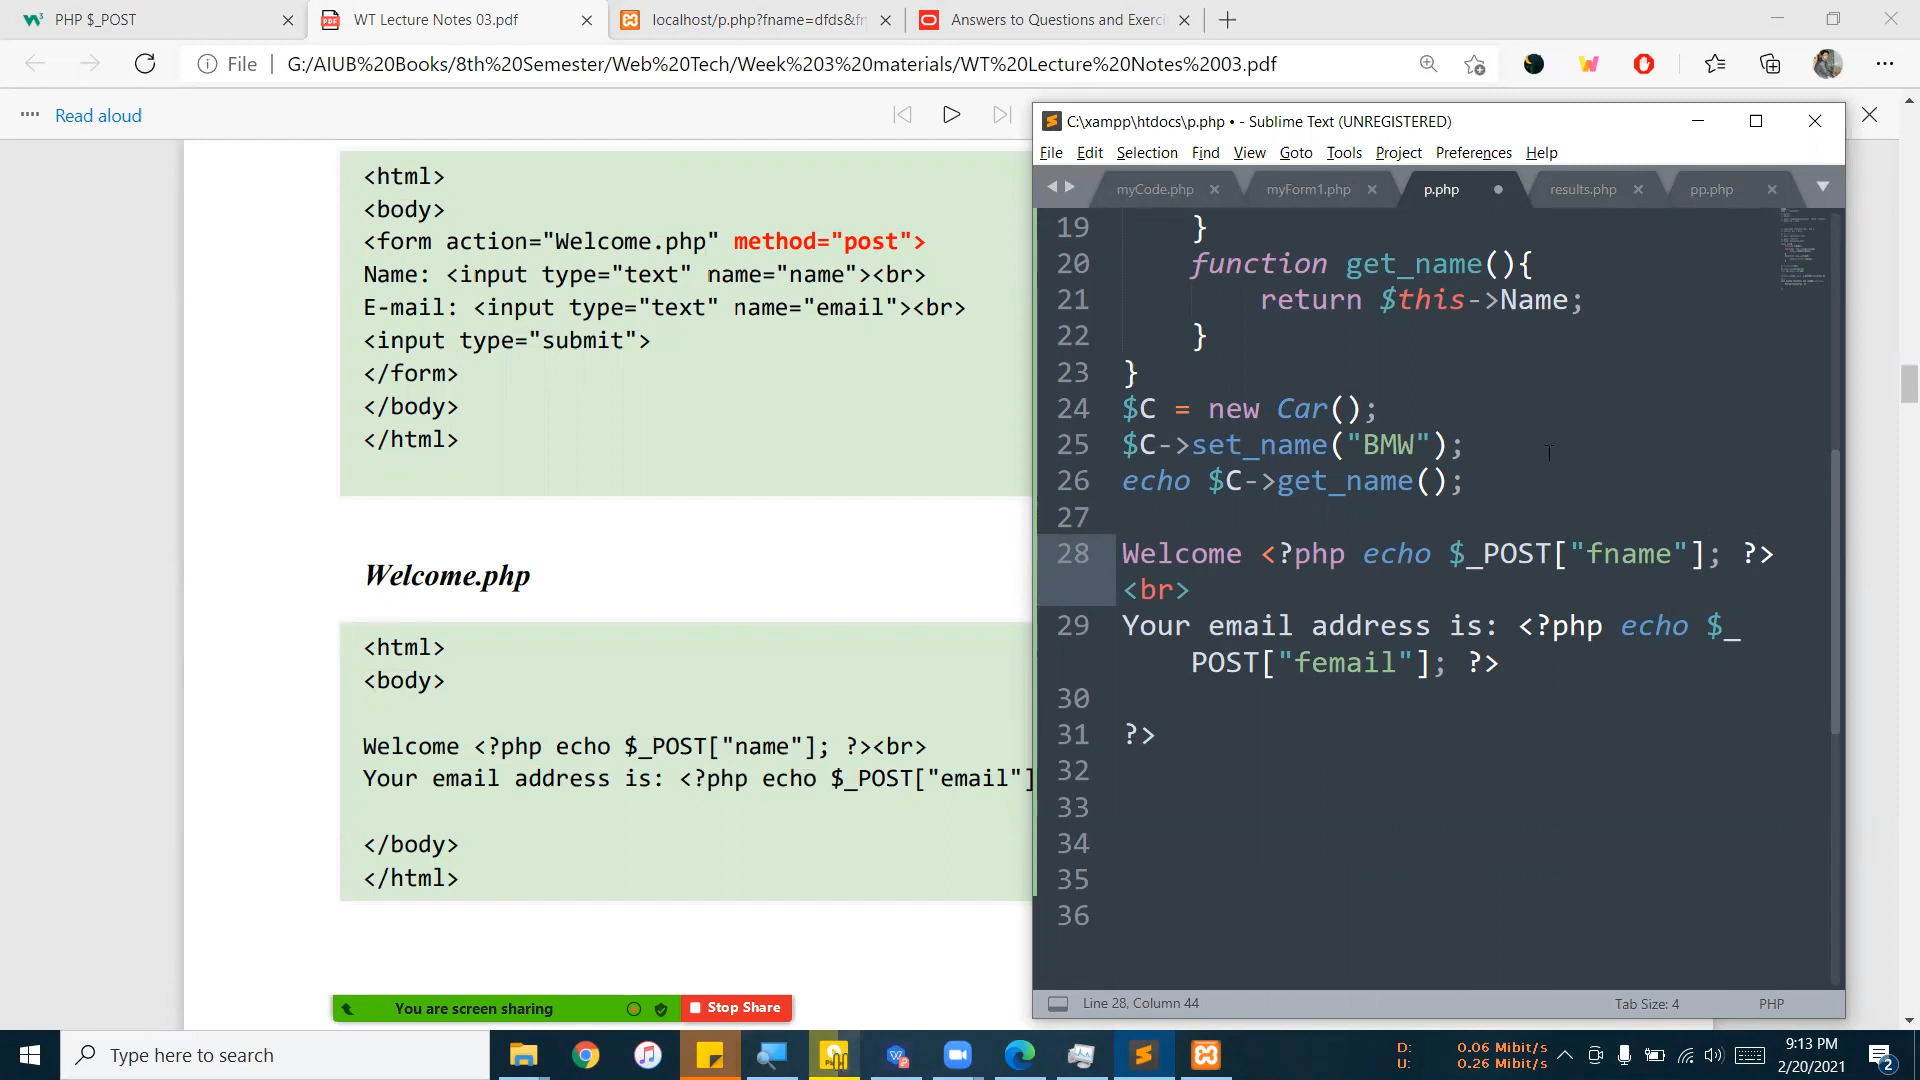 PHP $_POST
WT Lecture Notes 03.pdf
localhost/p.php?fname=dfds&fr
Answers to Questions and Exerci
File
G:/AIUB%20Books/8th%20Semester/Web%20Tech/Week%203%20materials/WT%20Lecture%20Notes%2003.pdf
Read aloud
<html>
<body>
<form action="Welcome.php" method="post">
Name: <input type="text" name="name"><br>
E-mail: <input type="text" name="email"><br>
<input type="submit">
</form>
</body>
</html>
Welcome.php
<html>
<body>
Welcome <?php echo $_POST["name"]; ?><br>
Your email address is: <?php echo $_POST["email"]
</body>
</html>
You are screen sharing
Stop Share
C:\xampp\htdocs\p.php • - Sublime Text (UNREGISTERED)
File Edit Selection Find View Goto Tools Project Preferences Help
myCode.php myForm1.php p.php results.php pp.php
19 }
20 function get_name(){
21 return $this->Name;
22 }
23 }
24 $C = new Car();
25 $C->set_name("BMW");
26 echo $C->get_name();
27
28 Welcome <?php echo $_POST["fname"]; ?>
<br>
29 Your email address is: <?php echo $_
POST["femail"]; ?>
30
31 ?>
32
33
34
35
36
Line 28, Column 44
Tab Size: 4
PHP
Type here to search
D: 0.06 Mibit/s
U: 0.26 Mibit/s
9:13 PM
2/20/2021
2